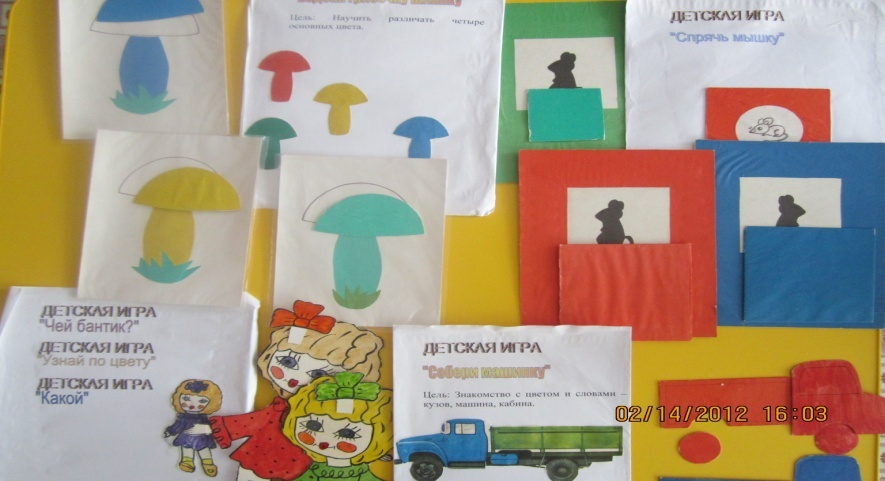 Цель: Научить различать четыре
основных цвета.
ДЕТСКАЯ ИГРА
"Спрячь мышку"
ДЕТСКАЯ ИГРА
"Чей бантик?"
ДЕТСКАЯ ИГРА
"Узнай по цвету"
ДЕТСКАЯ ИГРА
"Какой"
ДЕТСКАЯ ИГРА
"Собери машинку"
Цель: Знакомство с цветом и словами –
кузов, машина, кабина.
02/14/2012 16:03